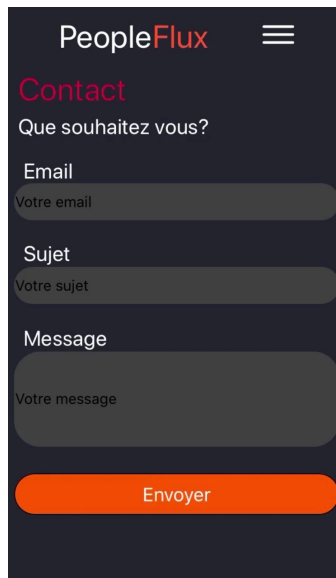 PeopleFlux
Contact
Que souhaitez vous?
Email
Votre email
Sujet
Votre sujet
Message
Votre message
Envoyer